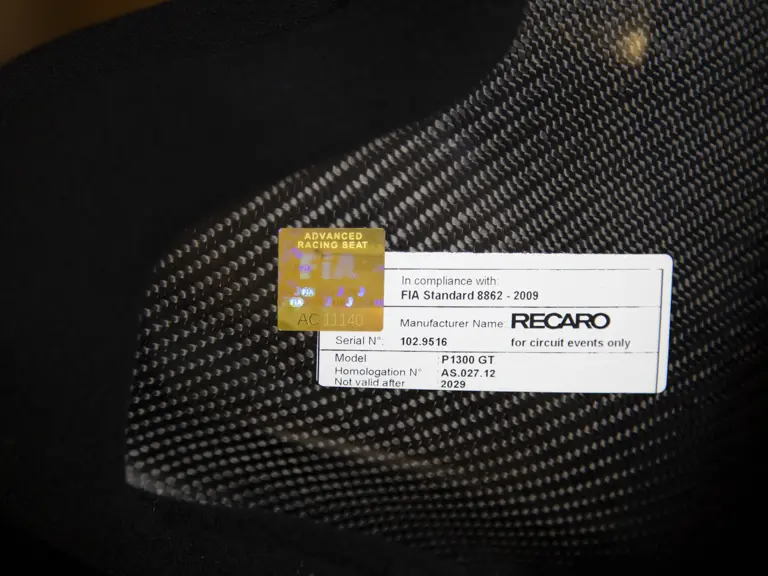 ADVANCED
RACING SEAT
FIA
AC 11140
In compliance with:
FIA Standard 8862 - 2009
Manufacturer Name: RECARO
Serial N°: 102.9516 for circuit events only
Model : P1300 GT
Homologation N° : AS.027.12
Not valid after : 2029